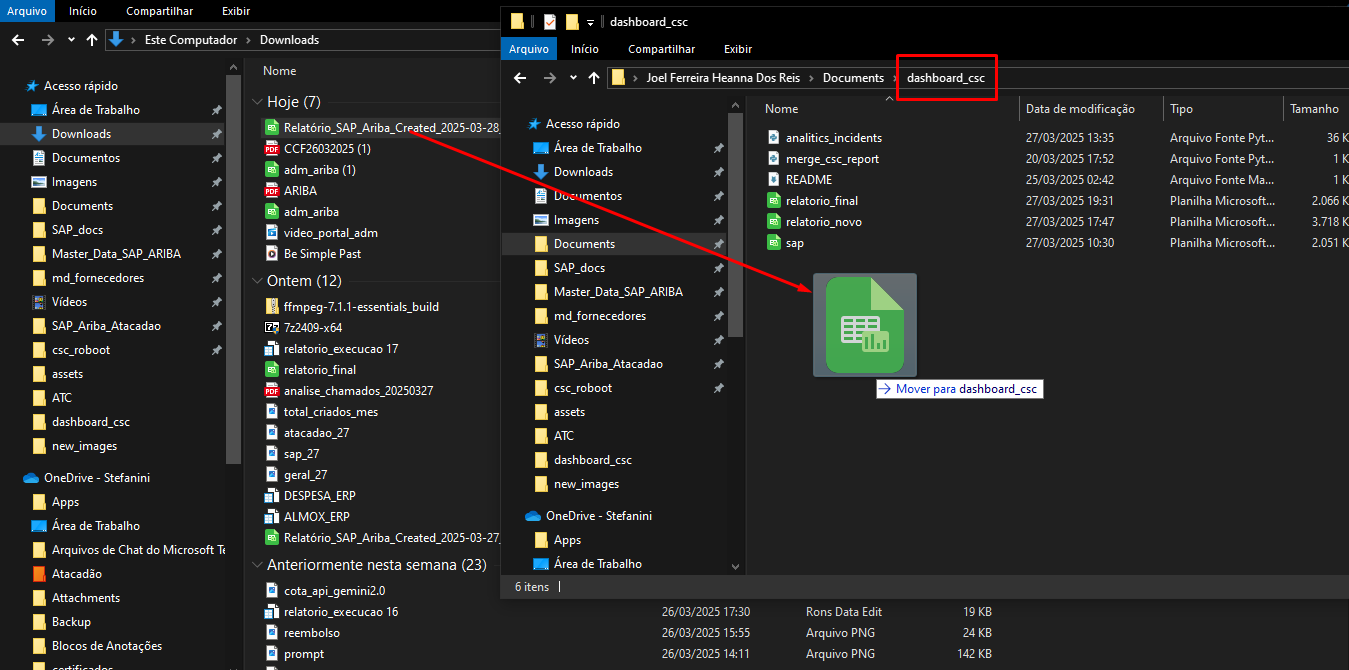 Arquivo Início Compartilhar Exibir
Este Computador Downloads
Acesso rápido
Área de Trabalho
Downloads
Documentos
Imagens
Documents
SAP_docs
Master_Data_SAP_ARIBA
md_fornecedores
Vídeos
SAP_Ariba_Atacadao
csc_roboot
assets
ATC
dashboard_csc
new_images
OneDrive - Stefanini
Apps
Área de Trabalho
Arquivos de Chat do Microsoft Te
Atacadão
Attachments
Backup
Blocos de Anotações
certificados
Nome
Hoje (7)
Relatório_SAP_Ariba_Created_2025-03-28_
CCF26032025 (1)
adm_ariba (1)
ARIBA
adm_ariba
video_portal_adm
Be Simple Past
Ontem (12)
ffmpeg-7.1.1-essentials_build
7z2409-x64
relatorio_execucao 17
relatorio_final
analise_chamados_20250327
total_criados_mes
atacadao_27
sap_27
geral_27
DESPESA_ERP
ALMOX_ERP
Relatório_SAP_Ariba_Created_2025-03-27_
Anteriormente nesta semana (23)
cota_api_gemini2.0
relatorio_execucao 16 26/03/2025 17:30 Rons Data Edit 19 KB
reembolso 26/03/2025 15:55 Arquivo PNG 24 KB
prompt 26/03/2025 14:11 Arquivo PNG 142 KB
dashboard_csc
Arquivo Início Compartilhar Exibir
Joel Ferreira Heanna Dos Reis Documents dashboard_csc
Acesso rápido
Área de Trabalho
Downloads
Documentos
Imagens
Documents
SAP_docs
Master_Data_SAP_ARIBA
md_fornecedores
Vídeos
SAP_Ariba_Atacadao
csc_roboot
assets
ATC
dashboard_csc
new_images
OneDrive - Stefanini
Apps
Área de Trabalho
Nome Data de modificação Tipo Tamanho
analitics_incidents 27/03/2025 13:35 Arquivo Fonte Pyt... 36 K
merge_csc_report 20/03/2025 17:52 Arquivo Fonte Pyt... 1 K
README 25/03/2025 02:42 Arquivo Fonte Ma... 1 K
relatorio_final 27/03/2025 19:31 Planilha Microsoft... 2.066 K
relatorio_novo 27/03/2025 17:47 Planilha Microsoft... 3.718 K
sap 27/03/2025 10:30 Planilha Microsoft... 2.051 K
Mover para dashboard_csc
6 itens